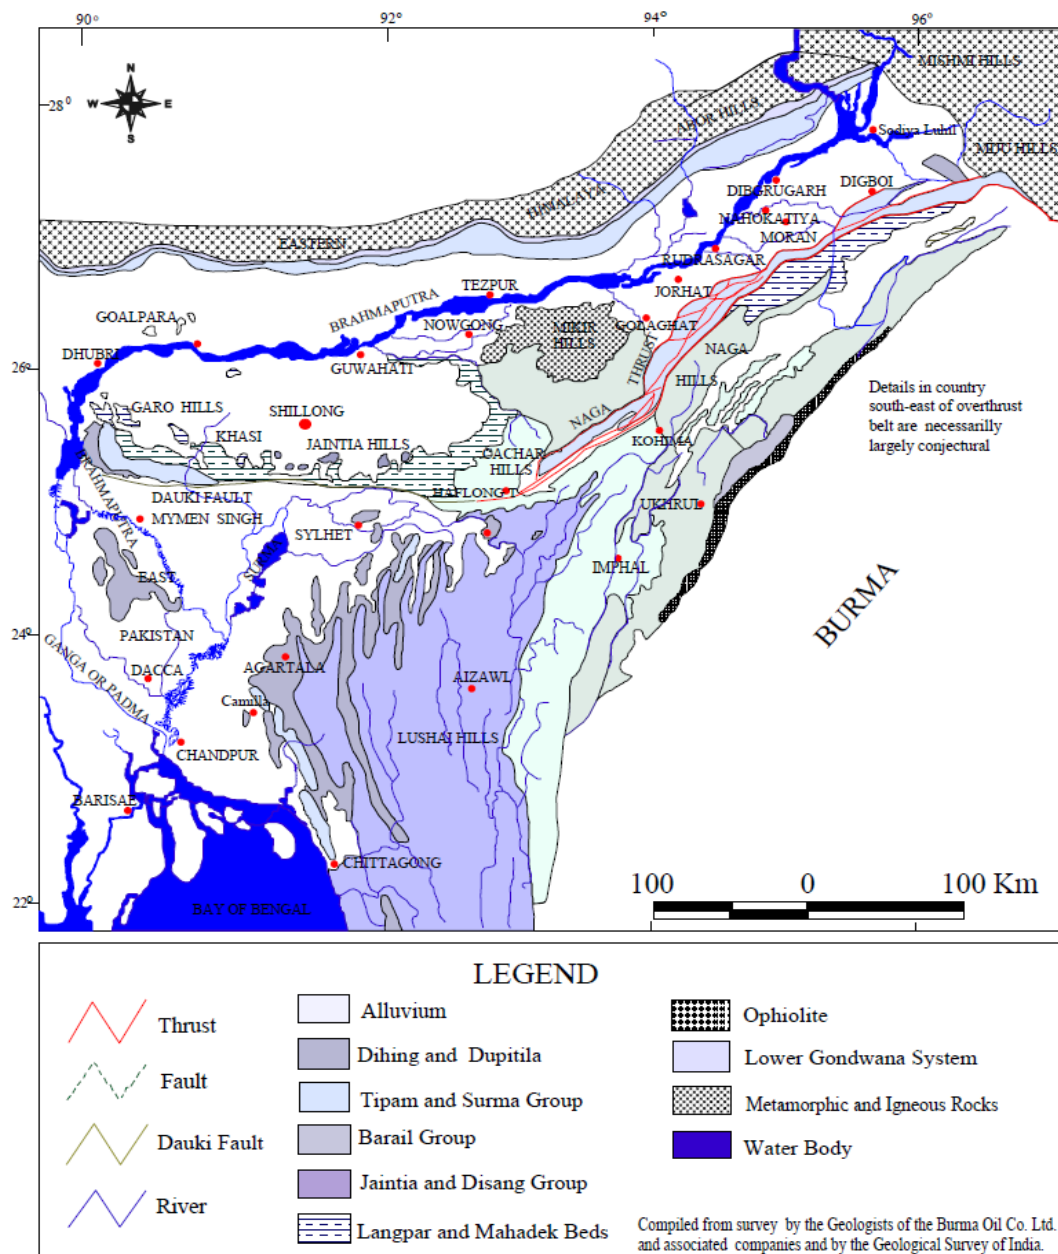 90° 92° 94° 96°
N
W E
S
28°
MISHMI HILLS
ABOR HILLS
Sadiya Luhit
MIJU HILLS
DIBGRUGARH
DIGBOI
HIMALAYA
NAHOKATIYA
EASTERN
MORAN
RUDRASAGAR
TEZPUR
JORHAT
BRAHMAPUTRA
GOALPARA
NOWGONG
MIKIR
HILLS
GOLAGHAT
DHUBRI
GUWAHATI
THRUST
NAGA
HILLS
26°
Details in country
south-east of overthrust
belt are necessarilly
largely conjectural
GARO HILLS
SHILLONG
NAGA
KHASI
JAINTIA HILLS
KOHIMA
CACHAR
HILLS
BRAHMAPUTRA
HAFLONG T
DAUKI FAULT
UKHRUL
MYMEN SINGH
SYLHET
SURMA
IMPHAL
EAST
BURMA
24°
PAKISTAN
GANGA OR PADMA
DACCA
AGARTALA
AIZAWL
Camilla
LUSHAI HILLS
CHANDPUR
BARISAL
CHITTAGONG
100 0 100 Km
22°
BAY OF BENGAL
LEGEND
Thrust
Fault
Dauki Fault
River
Alluvium
Dihing and Dupitila
Tipam and Surma Group
Barail Group
Jaintia and Disang Group
Langpar and Mahadek Beds
Ophiolite
Lower Gondwana System
Metamorphic and Igneous Rocks
Water Body
Compiled from survey by the Geologists of the Burma Oil Co. Ltd.
and associated companies and by the Geological Survey of India.